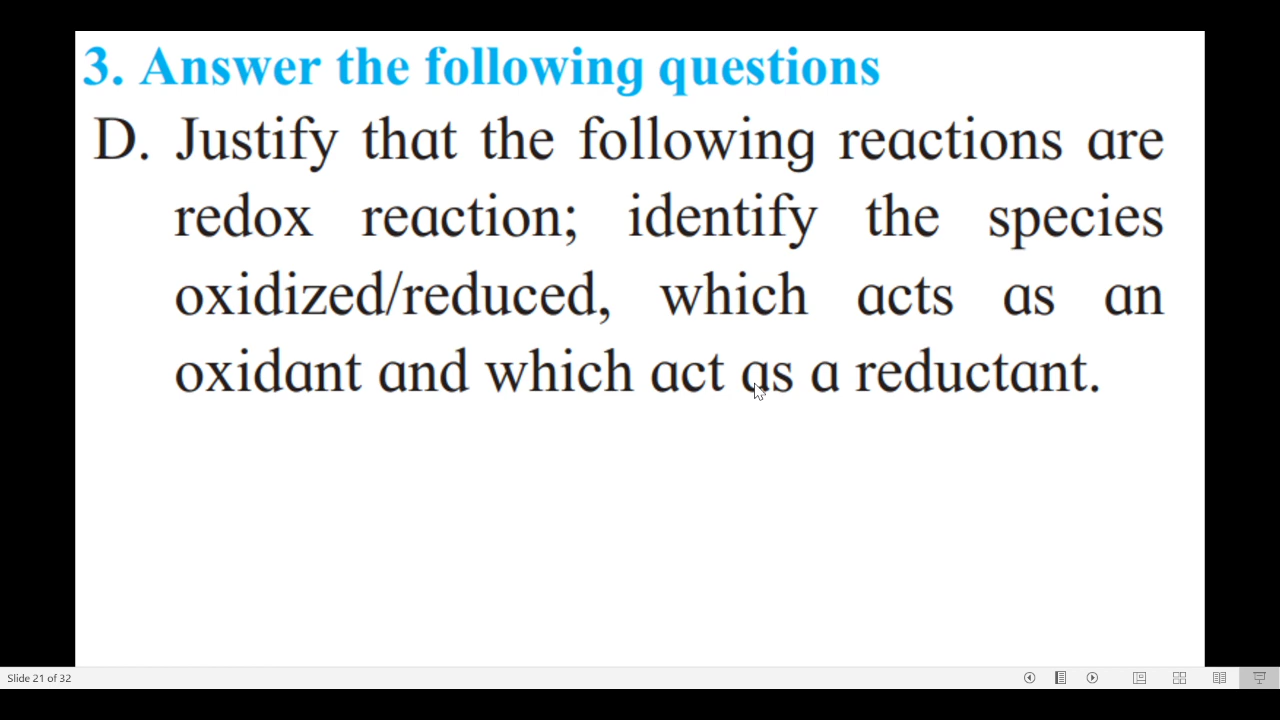 3. Answer the following questions
D. Justify that the following reactions are
redox reaction; identify the species
oxidized/reduced, which acts as an
oxidant and which act as a reductant.
Slide 21 of 32